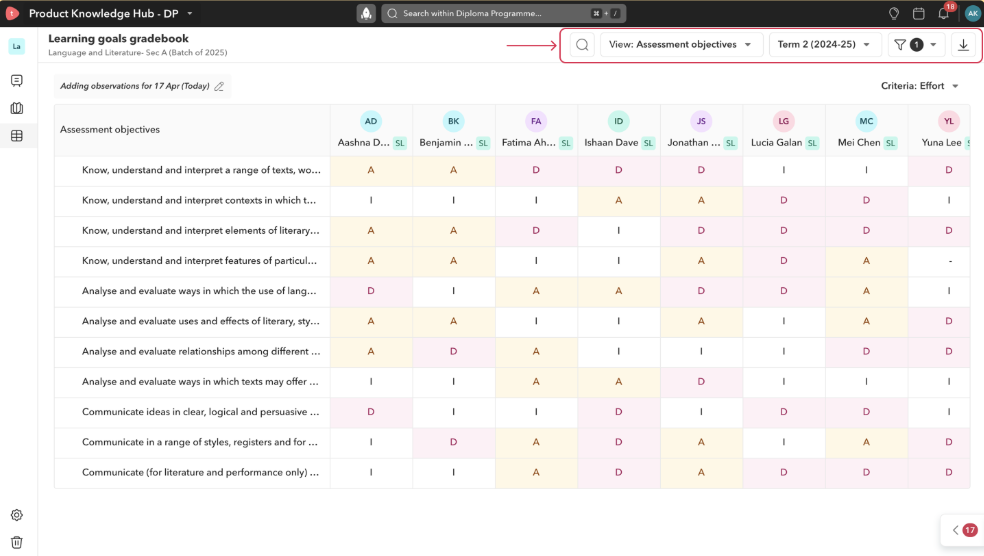 1 Product Knowledge Hub - DP
Search within Diploma Programme... ⌘ + /
18
AK
La
Learning goals gradebook
Language and Literature- Sec A (Batch of 2025)
View: Assessment objectives
Term 2 (2024-25)
1
Adding observations for 17 Apr (Today)
Criteria: Effort
AD BK FA ID JS LG MC YL
Assessment objectives
Aashna D... SL Benjamin ... SL Fatima Ah... SL Ishaan Dave SL Jonathan ... SL Lucia Galan SL Mei Chen SL Yuna Lee
Know, understand and interpret a range of texts, wo... A A D D D I I D
Know, understand and interpret contexts in which t... I I I A A D D I
Know, understand and interpret elements of literary... A A D I D D D D
Know, understand and interpret features of particul... A A I I A D A -
Analyse and evaluate ways in which the use of lang... D I A A D D A I
Analyse and evaluate uses and effects of literary, sty... A A I I A I A D
Analyse and evaluate relationships among different ... A D A I I I D D
Analyse and evaluate ways in which texts may offer ... I I A A D I I I
Communicate ideas in clear, logical and persuasive ... D I I D I D D I
Communicate in a range of styles, registers and for ... I D A D A I A D
Communicate (for literature and performance only) ... I I A D A D D D
17